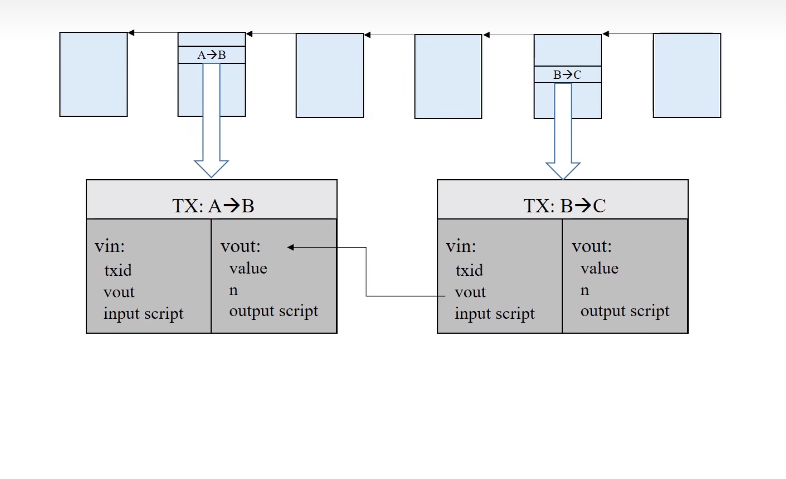 A→B
B→C
TX: A→B
vin:
txid
vout
input script
vout:
value
n
output script
TX: B→C
vin:
txid
vout
input script
vout:
value
n
output script